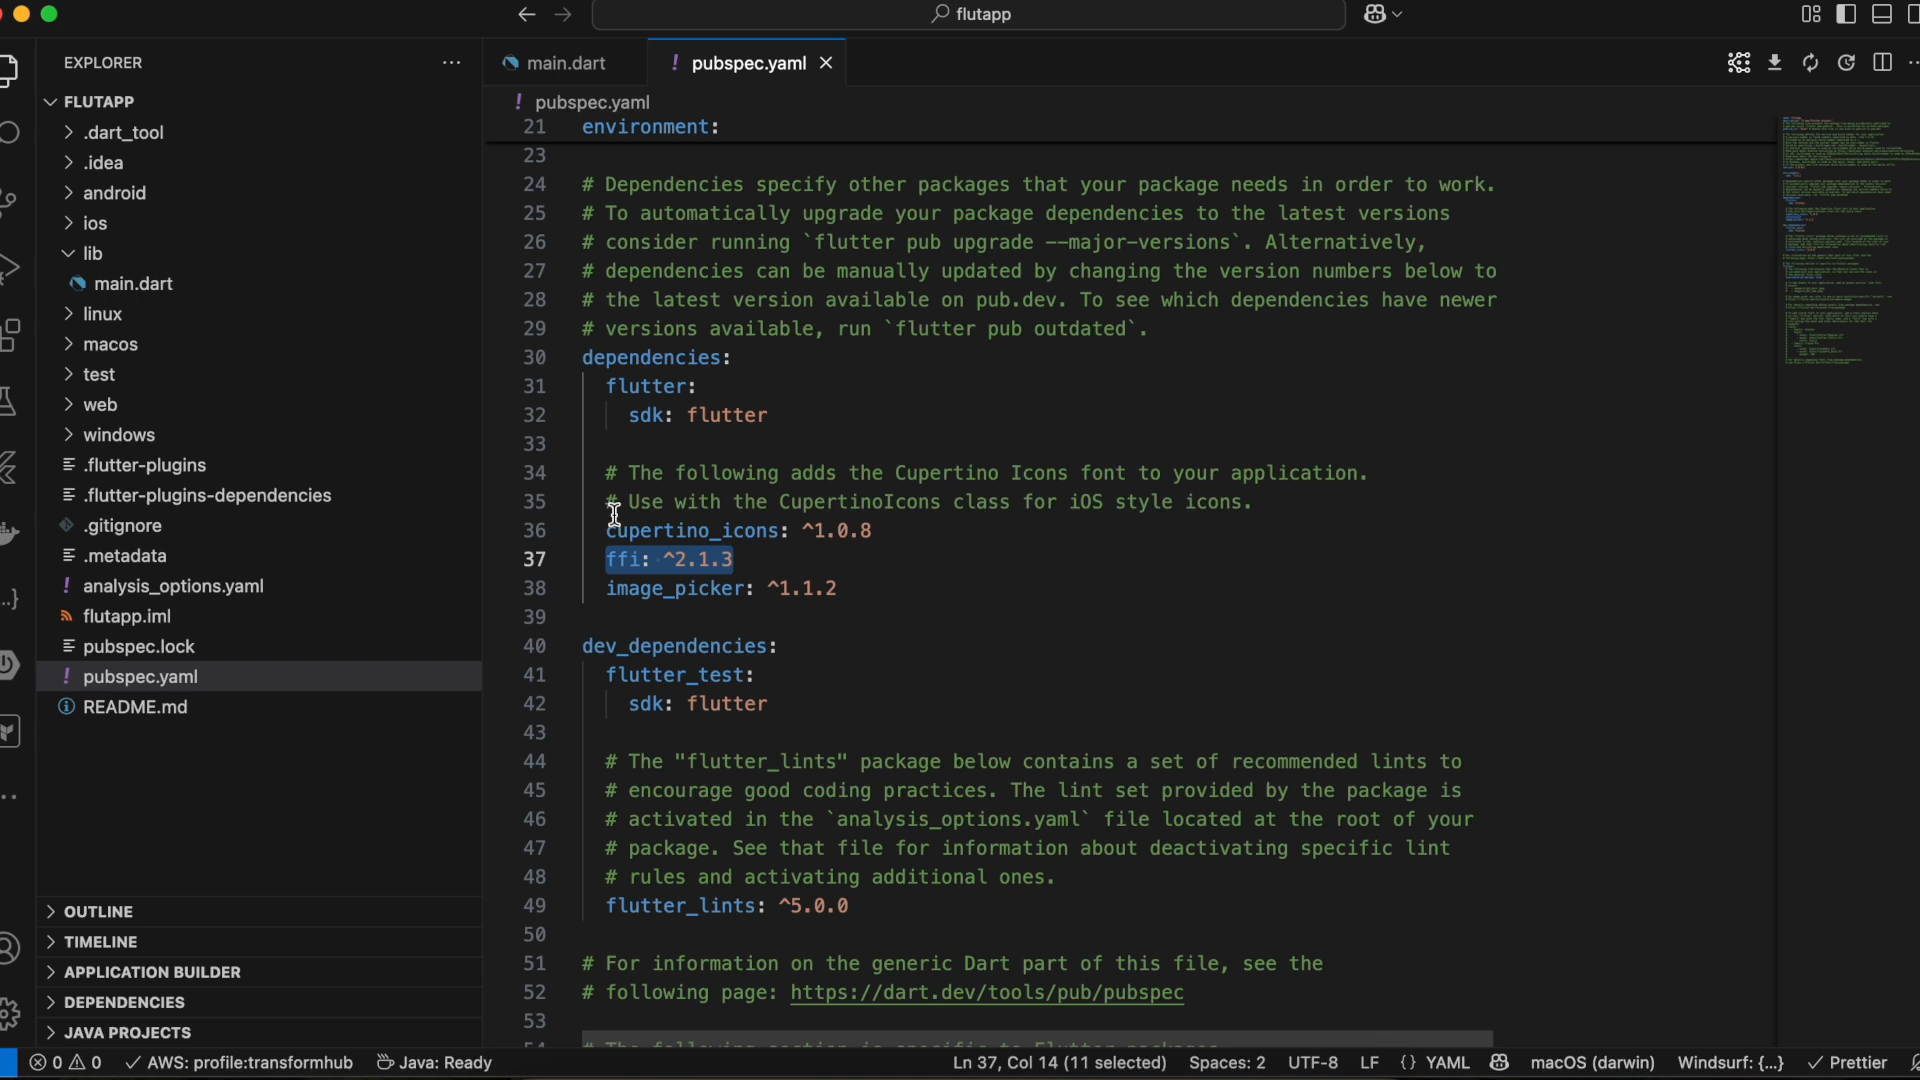 flutapp
EXPLORER
FLUTAPP
.dart_tool
.idea
android
ios
lib
main.dart
linux
macos
test
web
windows
.flutter-plugins
.flutter-plugins-dependencies
.gitignore
.metadata
analysis_options.yaml
flutapp.iml
pubspec.lock
pubspec.yaml
README.md
OUTLINE
TIMELINE
APPLICATION BUILDER
DEPENDENCIES
JAVA PROJECTS
main.dart
! pubspec.yaml
! pubspec.yaml
21 environment:
23
24 # Dependencies specify other packages that your package needs in order to work.
25 # To automatically upgrade your package dependencies to the latest versions
26 # consider running `flutter pub upgrade --major-versions`. Alternatively,
27 # dependencies can be manually updated by changing the version numbers below to
28 # the latest version available on pub.dev. To see which dependencies have newer
29 # versions available, run `flutter pub outdated`.
30 dependencies:
31 flutter:
32 sdk: flutter
33
34 # The following adds the Cupertino Icons font to your application.
35 # Use with the CupertinoIcons class for iOS style icons.
36 cupertino_icons: ^1.0.8
37 ffi: ^2.1.3
38 image_picker: ^1.1.2
39
40 dev_dependencies:
41 flutter_test:
42 sdk: flutter
43
44 # The "flutter_lints" package below contains a set of recommended lints to
45 # encourage good coding practices. The lint set provided by the package is
46 # activated in the `analysis_options.yaml` file located at the root of your
47 # package. See that file for information about deactivating specific lint
48 # rules and activating additional ones.
49 flutter_lints: ^5.0.0
50
51 # For information on the generic Dart part of this file, see the
52 # following page: https://dart.dev/tools/pub/pubspec
53
54 # The following section is specific to Flutter packages.
0 0 AWS: profile:transformhub Java: Ready Ln 37, Col 14 (11 selected) Spaces: 2 UTF-8 LF {} YAML macOS (darwin) Windsurf: {...} Prettier